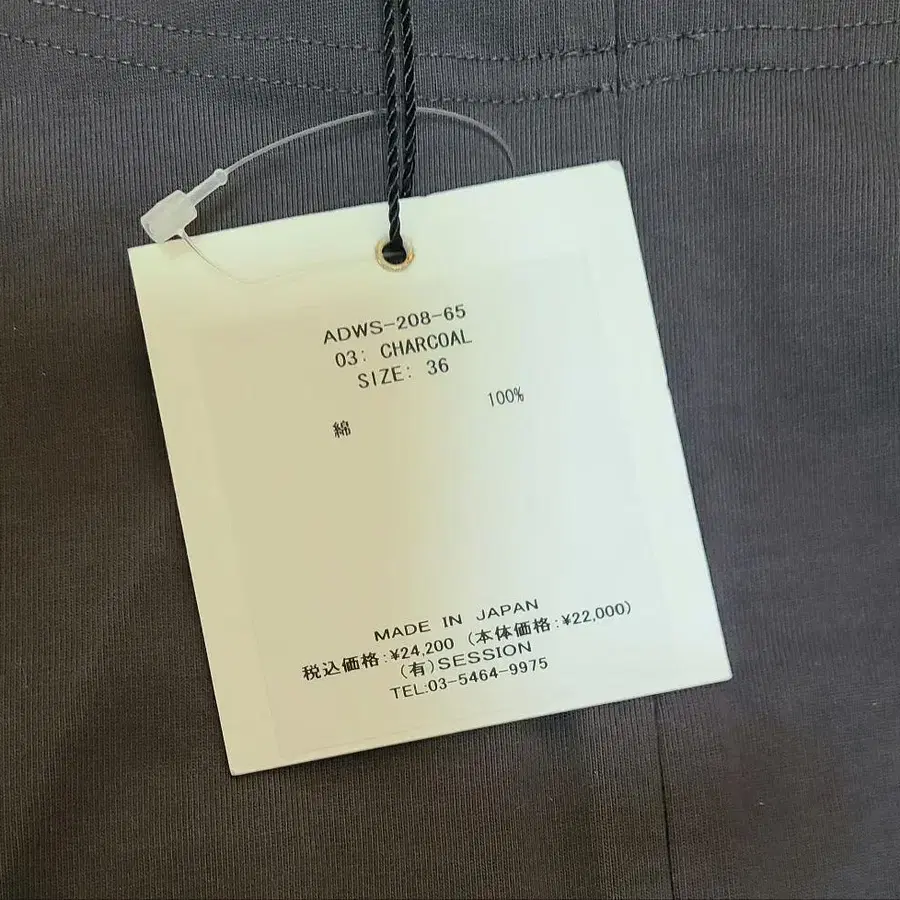 ADWS-208-65
03: CHARCOAL
SIZE: 36
綿 100%
MADE IN JAPAN
税込価格:¥24,200 (本体価格:¥22,000)
(有)SESSION
TEL:03-5464-9975